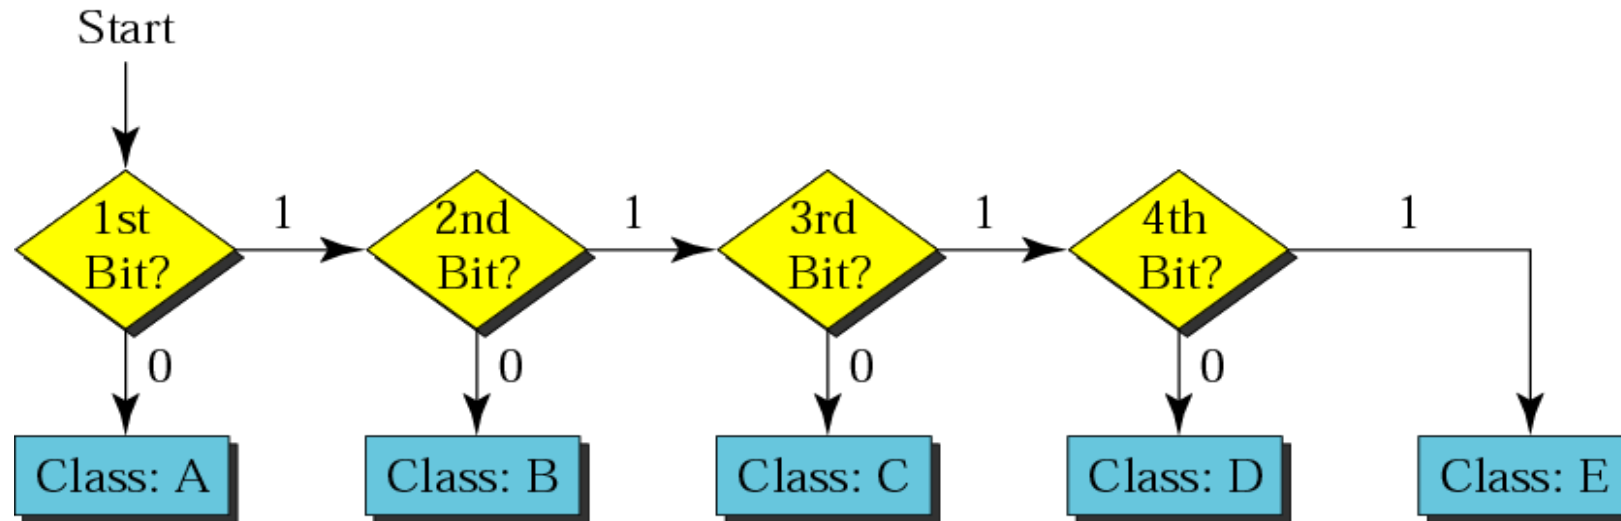 Start
1st
Bit?
1
2nd
Bit?
1
3rd
Bit?
1
4th
Bit?
1
0
0
0
0
Class: A
Class: B
Class: C
Class: D
Class: E